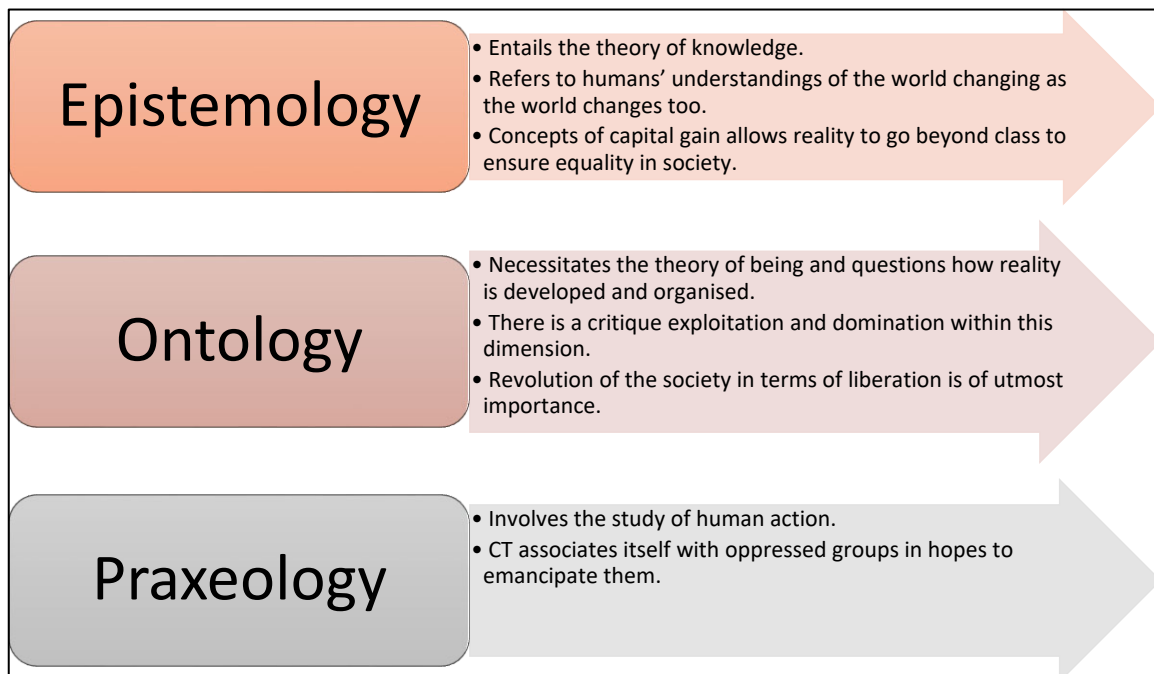 Epistemology
• Entails the theory of knowledge.
• Refers to humans’ understandings of the world changing as
the world changes too.
• Concepts of capital gain allows reality to go beyond class to
ensure equality in society.
Ontology
• Necessitates the theory of being and questions how reality
is developed and organised.
• There is a critique exploitation and domination within this
dimension.
• Revolution of the society in terms of liberation is of utmost
importance.
Praxeology
• Involves the study of human action.
• CT associates itself with oppressed groups in hopes to
emancipate them.